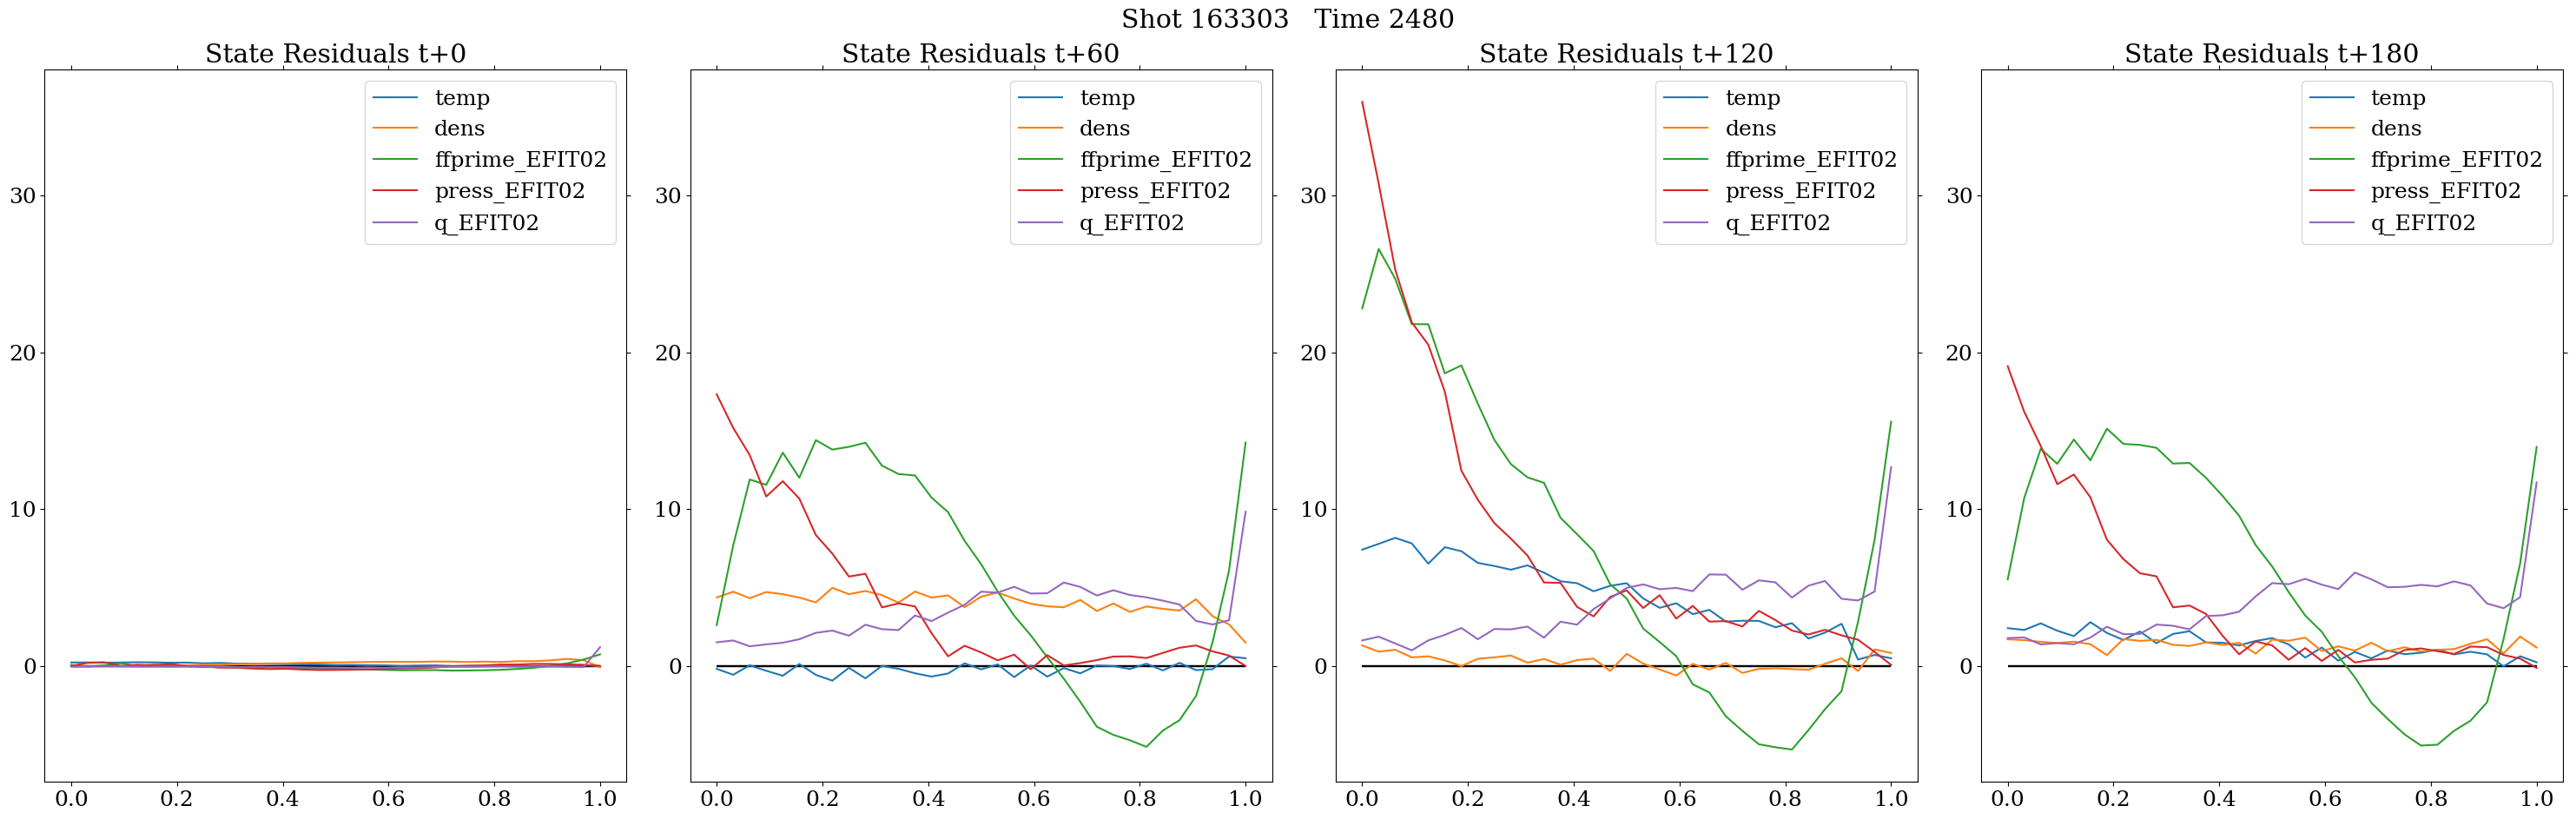 Shot 163303   Time 2480
State Residuals t+0
temp
dens
ffprime_EFIT02
press_EFIT02
q_EFIT02
30
20
10
0
0.0 0.2 0.4 0.6 0.8 1.0
State Residuals t+60
temp
dens
ffprime_EFIT02
press_EFIT02
q_EFIT02
30
20
10
0
0.0 0.2 0.4 0.6 0.8 1.0
State Residuals t+120
temp
dens
ffprime_EFIT02
press_EFIT02
q_EFIT02
30
20
10
0
0.0 0.2 0.4 0.6 0.8 1.0
State Residuals t+180
temp
dens
ffprime_EFIT02
press_EFIT02
q_EFIT02
30
20
10
0
0.0 0.2 0.4 0.6 0.8 1.0